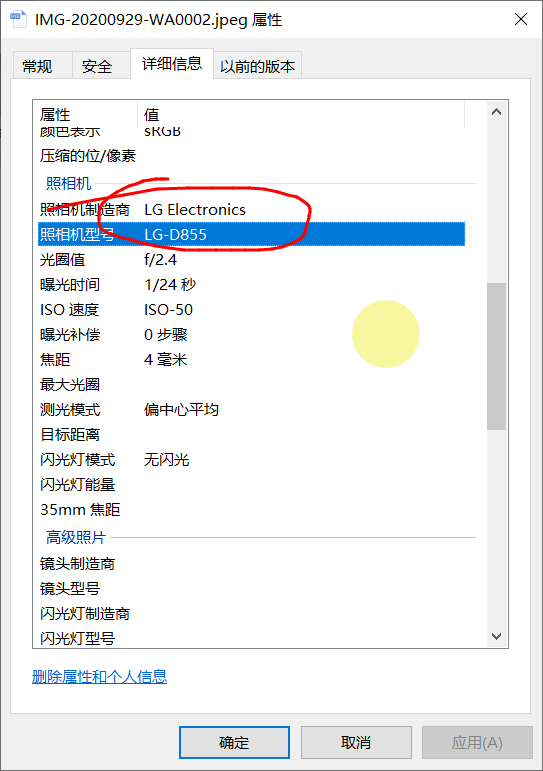 IMG-20200929-WA0002.jpeg 属性
常规 安全 详细信息 以前的版本
属性 值
颜色表示 sRGB
压缩的位/像素
照相机
照相机制造商 LG Electronics
照相机型号 LG-D855
光圈值 f/2.4
曝光时间 1/24 秒
ISO 速度 ISO-50
曝光补偿 0 步骤
焦距 4 毫米
最大光圈
测光模式 偏中心平均
目标距离
闪光灯模式 无闪光
闪光灯能量
35mm 焦距
高级照片
镜头制造商
镜头型号
闪光灯制造商
闪光灯型号
删除属性和个人信息
确定 取消 应用(A)